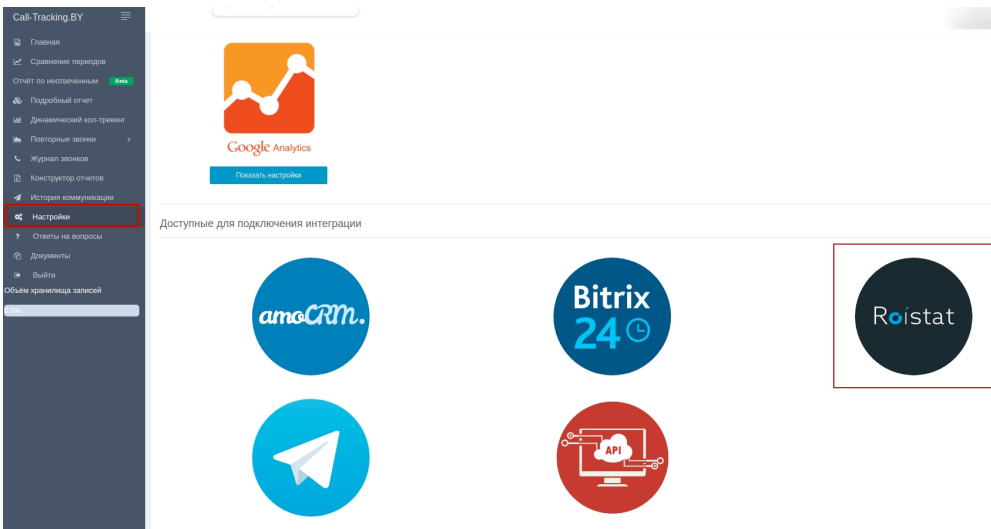 Call-Tracking.BY
Главная
Сравнение периодов
Отчёт по неотвеченным Beta
Подробный отчет
Динамический кол-трекинг
Повторные звонки
Журнал звонков
Конструктор отчетов
История коммуникации
Настройки
Ответы на вопросы
Документы
Выйти
Объём хранилища записей
Google Analytics
Показать настройки
Доступные для подключения интеграции
amoCRM.
Bitrix
24
Roistat
API